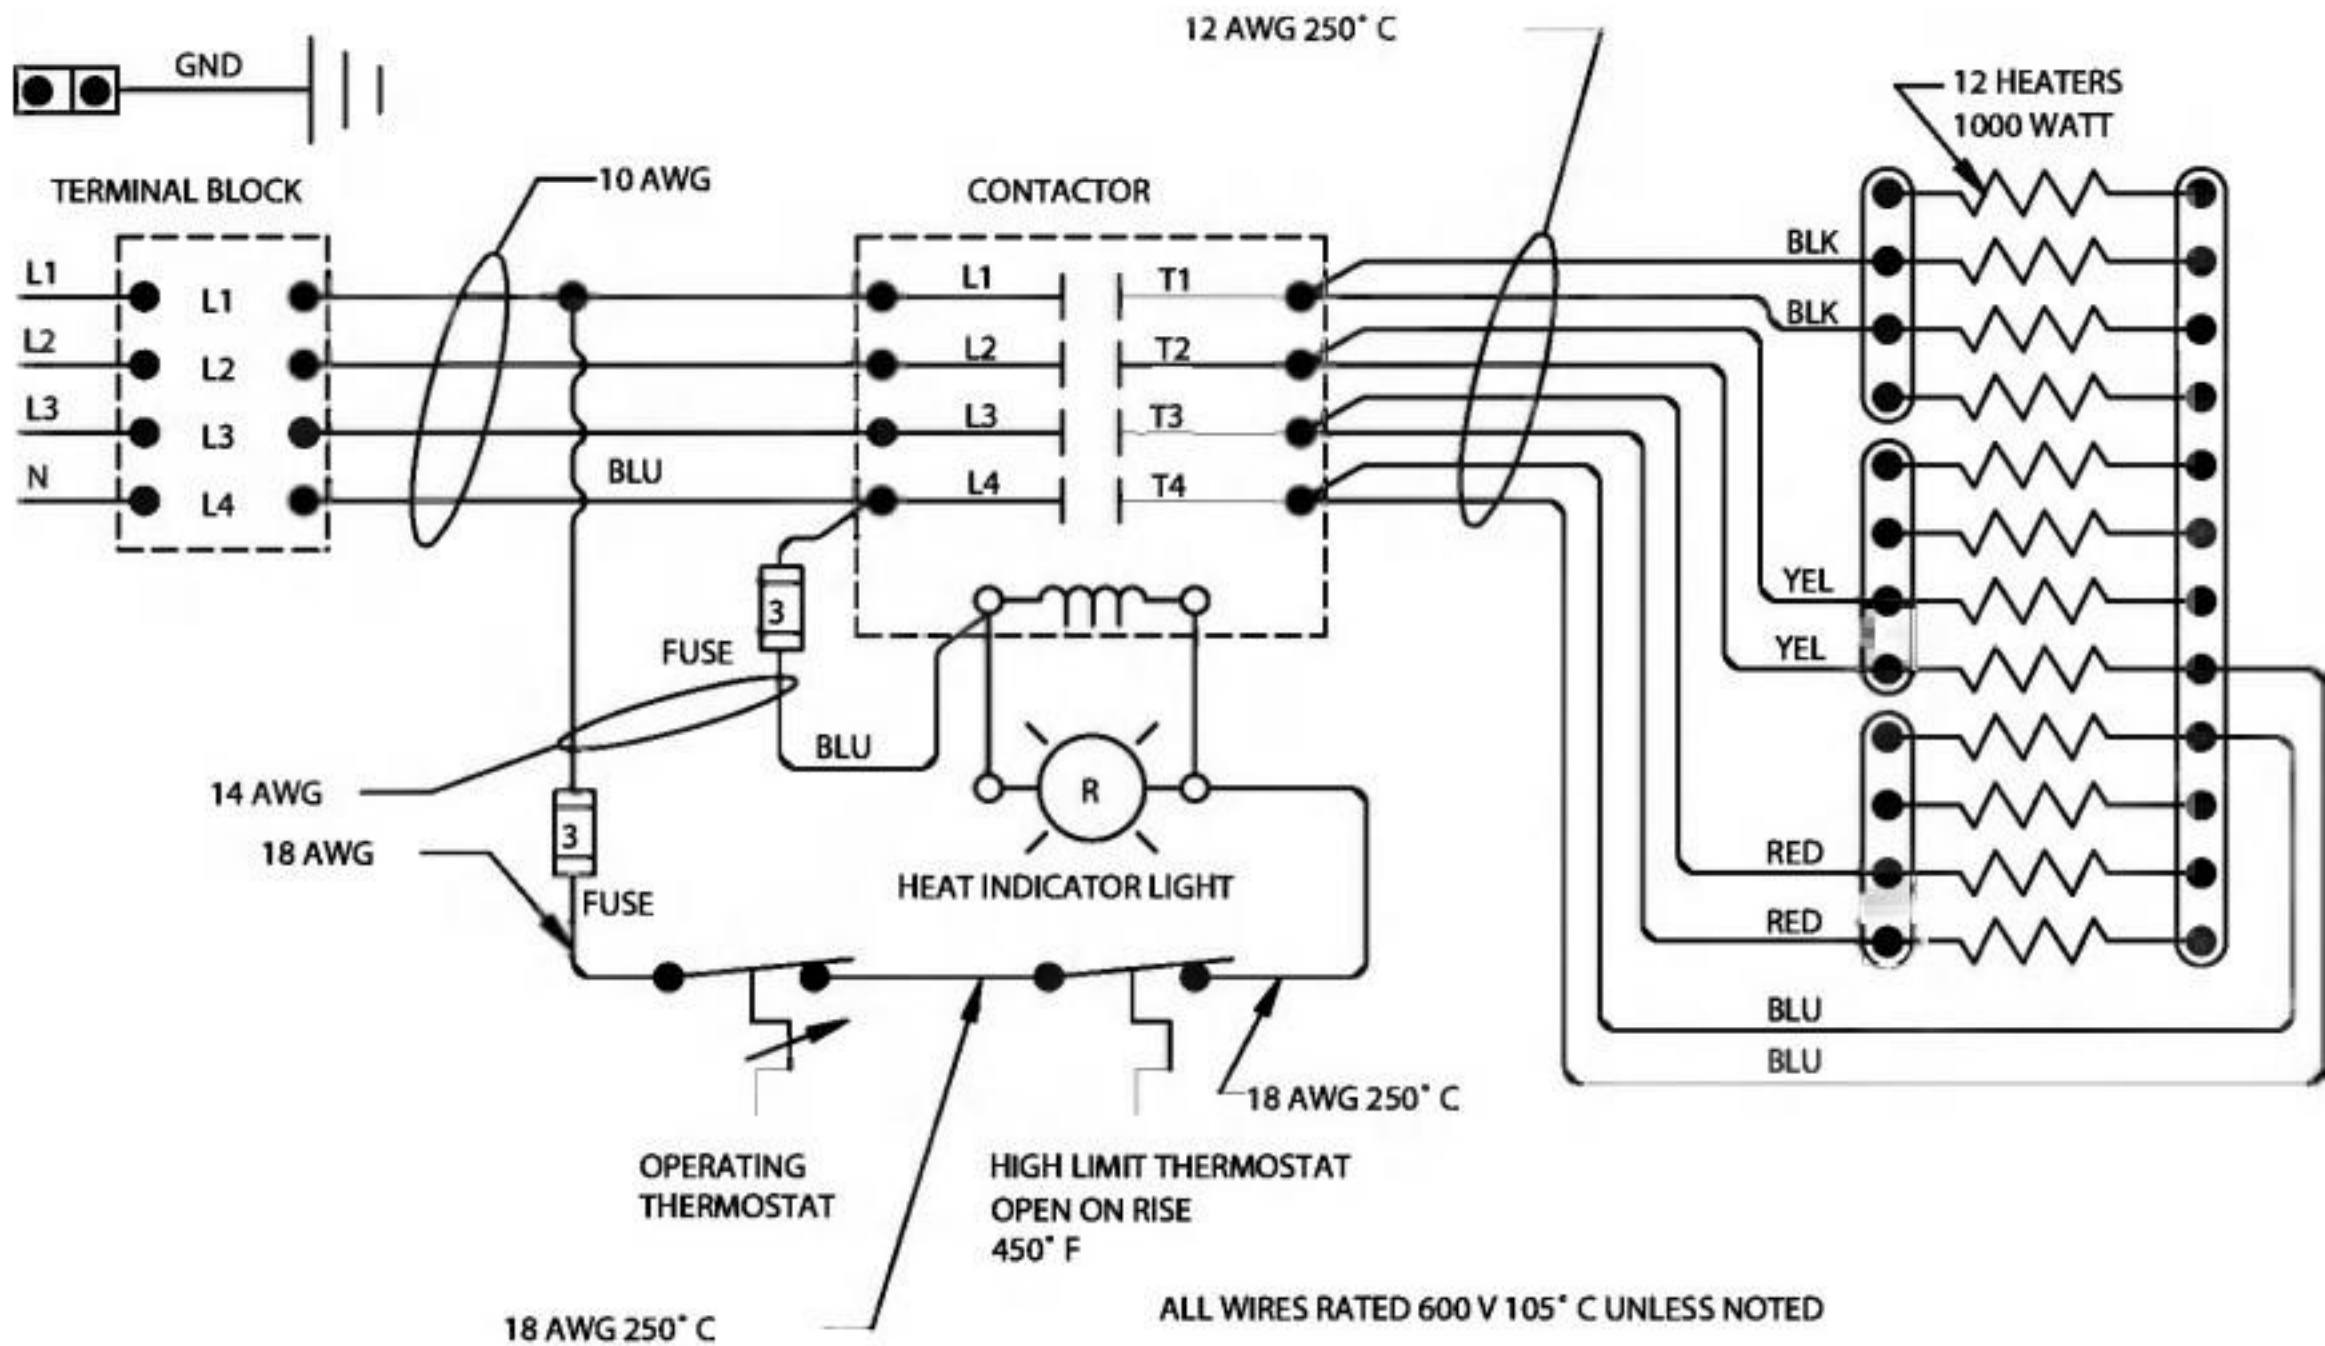 12 AWG 250° C
GND
12 HEATERS
1000 WATT
10 AWG
TERMINAL BLOCK
CONTACTOR
BLK
L1
L1
L1
T1
BLK
L2
L2
L2
T2
L3
L3
L3
T3
N
L4
BLU
L4
T4
YEL
3
FUSE
YEL
BLU
14 AWG
R
3
18 AWG
RED
HEAT INDICATOR LIGHT
FUSE
RED
BLU
BLU
18 AWG 250° C
OPERATING
THERMOSTAT
HIGH LIMIT THERMOSTAT
OPEN ON RISE
450° F
18 AWG 250° C
ALL WIRES RATED 600 V 105° C UNLESS NOTED